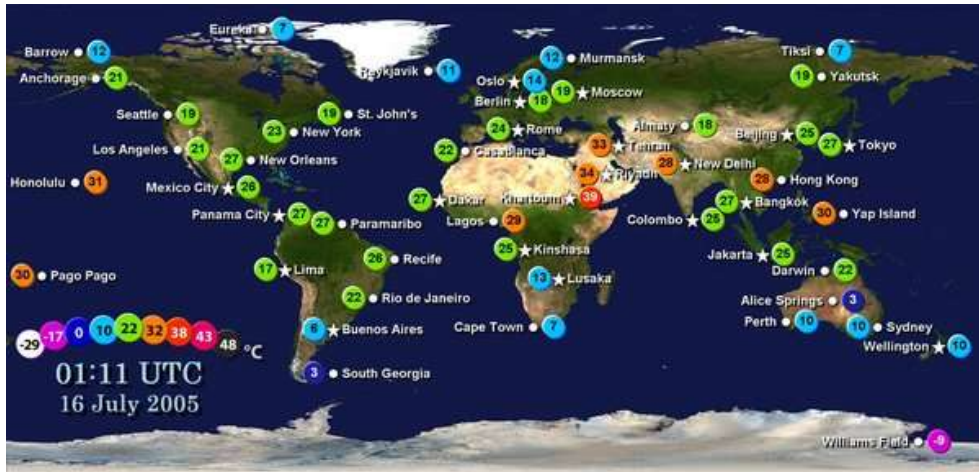 Eureka 7
Barrow 12
12 Murmansk
Tiksi 7
Reykjavik 11
Anchorage 21
Oslo 14
19 Yakutsk
Berlin 18
19 Moscow
Seattle 19
19 St. John's
23 New York
24 Rome
Almaty 18
Beijing 25
27 Tokyo
Los Angeles 21
27 New Orleans
22 Casablanca
33 Tehran
28 New Delhi
28 Hong Kong
Honolulu 31
Mexico City 26
34 Riyadh
27 Dakar
Khartoum 39
27 Bangkok
30 Yap Island
Panama City 27
27 Paramaribo
Lagos 29
Colombo 25
25 Kinshasa
Jakarta 25
26 Recife
30 Pago Pago
17 Lima
13 Lusaka
Darwin 22
22 Rio de Janeiro
Alice Springs 3
6 Buenos Aires
Cape Town 7
Perth 10
10 Sydney
Wellington 10
-29 -17 0 10 22 32 38 43 48 °C
01:11 UTC
16 July 2005
3 South Georgia
Williams Field -9